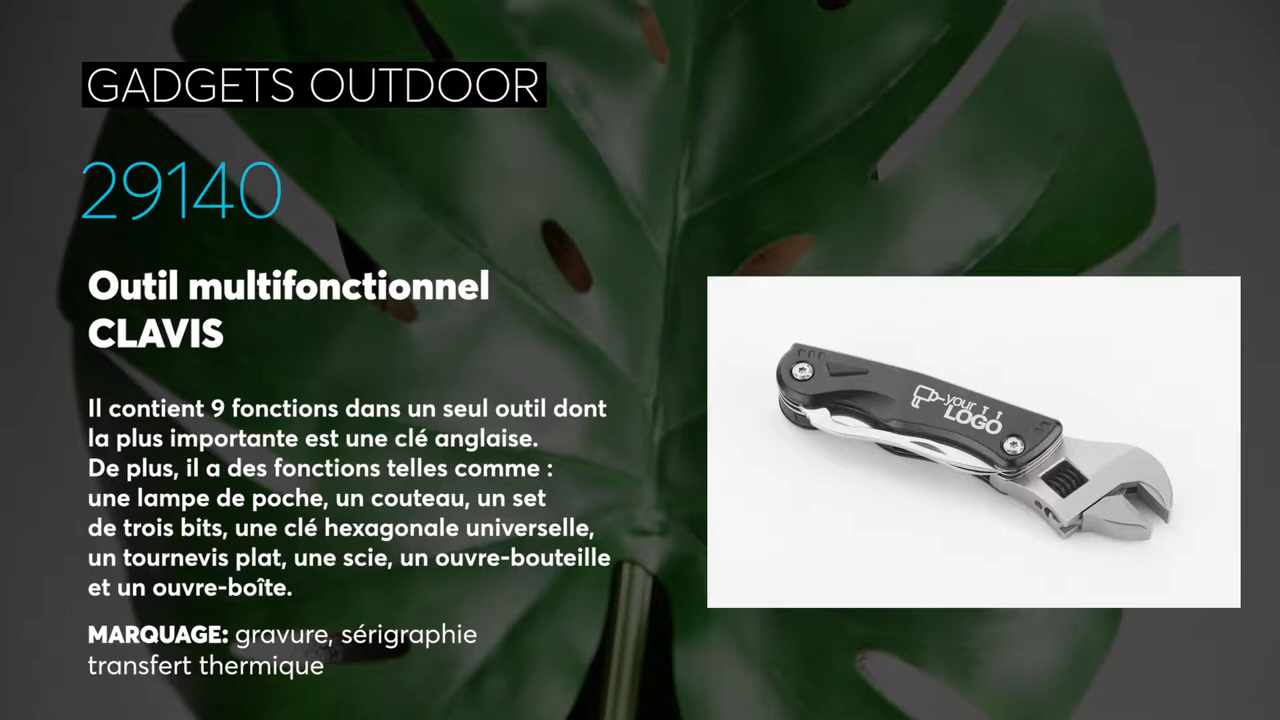 GADGETS OUTDOOR
29140
Outil multifonctionnel
CLAVIS
Il contient 9 fonctions dans un seul outil dont
la plus importante est une clé anglaise.
De plus, il a des fonctions telles comme :
une lampe de poche, un couteau, un set
de trois bits, une clé hexagonale universelle,
un tournevis plat, une scie, un ouvre-bouteille
et un ouvre-boîte.
MARQUAGE: gravure, sérigraphie
transfert thermique
your
LOGO